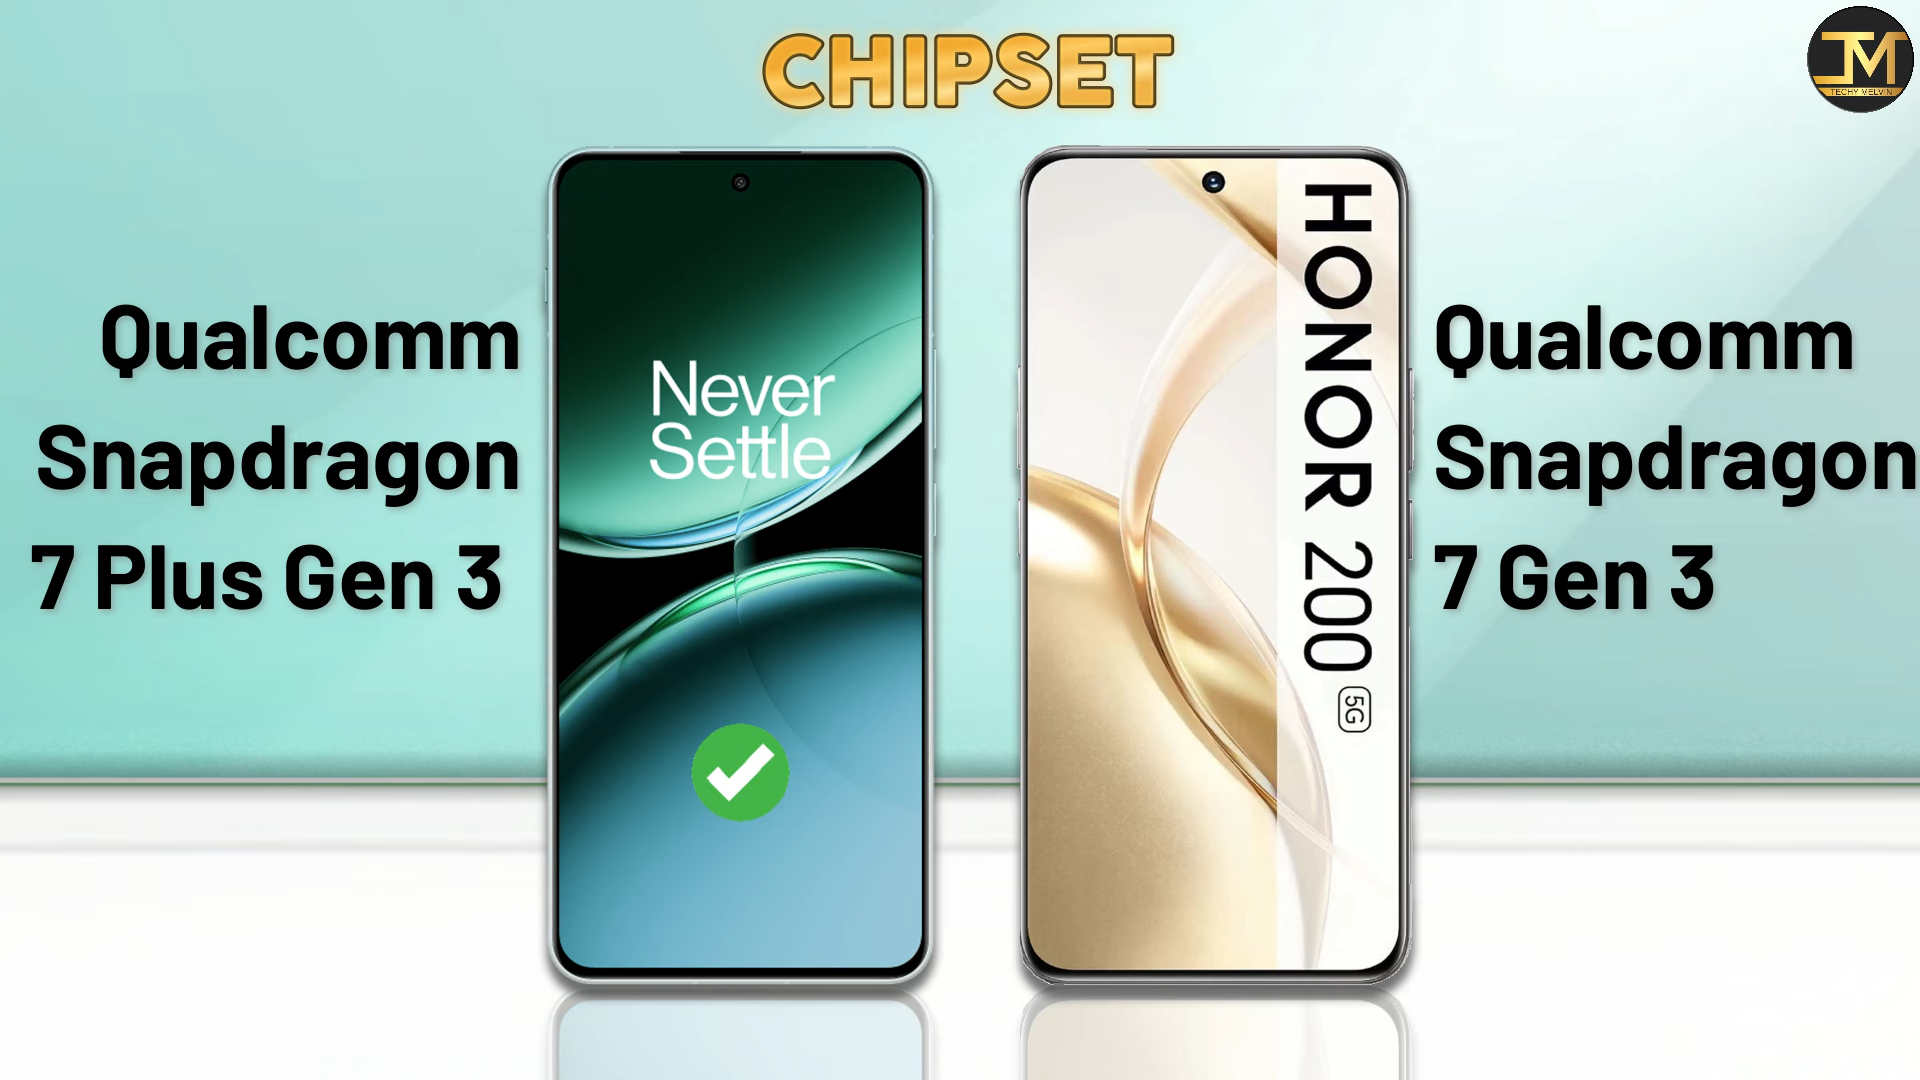 CHIPSET
TM
TECHY MELVIN
Qualcomm
Snapdragon
7 Plus Gen 3
Never
Settle
HONOR 200
5G
Qualcomm
Snapdragon
7 Gen 3